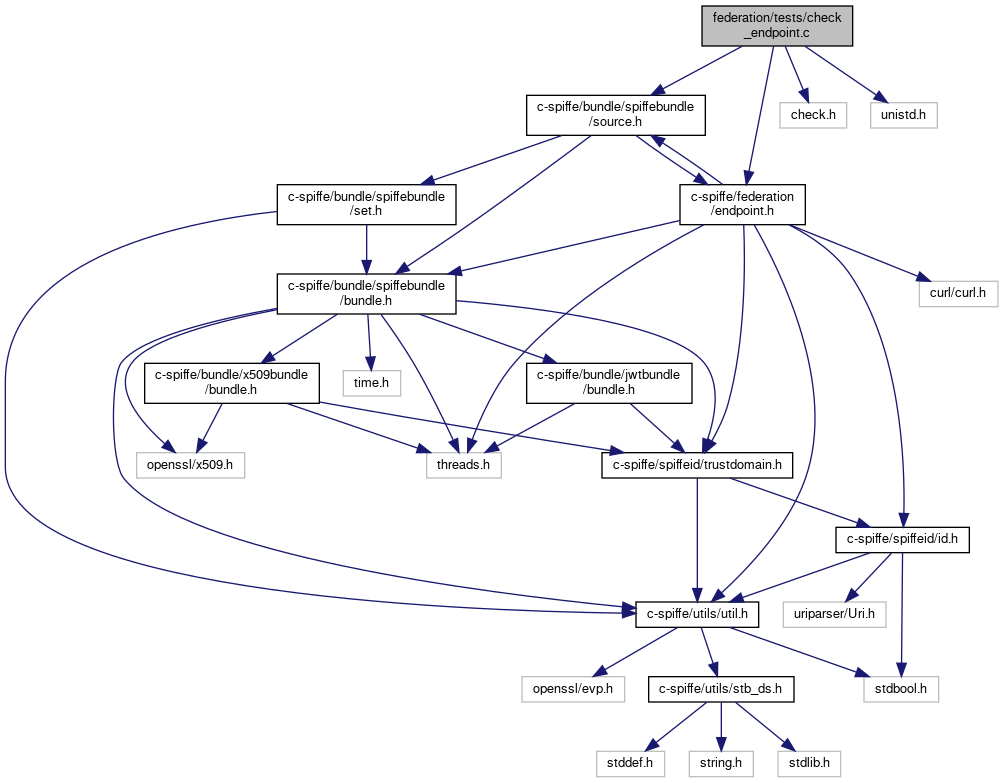 federation/tests/check
_endpoint.c
c-spiffe/bundle/spiffebundle
/source.h
check.h
unistd.h
c-spiffe/bundle/spiffebundle
/set.h
c-spiffe/federation
/endpoint.h
c-spiffe/bundle/spiffebundle
/bundle.h
curl/curl.h
c-spiffe/bundle/x509bundle
/bundle.h
time.h
c-spiffe/bundle/jwtbundle
/bundle.h
openssl/x509.h
threads.h
c-spiffe/spiffeid/trustdomain.h
c-spiffe/spiffeid/id.h
c-spiffe/utils/util.h
uriparser/Uri.h
openssl/evp.h
c-spiffe/utils/stb_ds.h
stdbool.h
stddef.h
string.h
stdlib.h